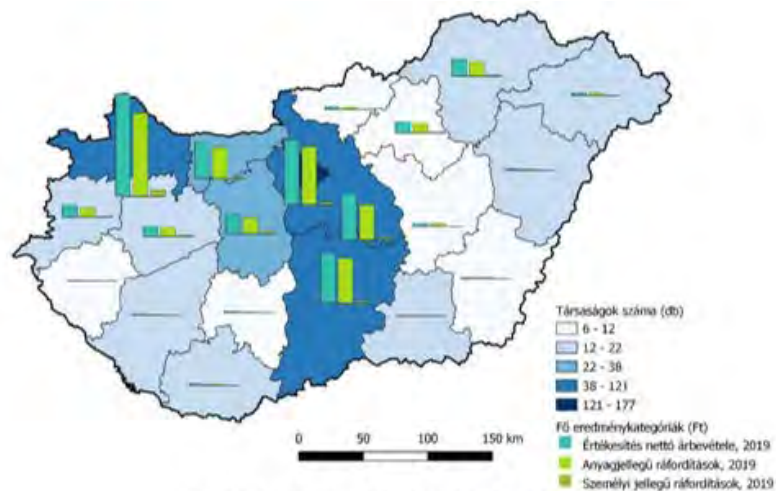 Társaságok száma (db)
6 - 12
12 - 22
22 - 38
38 - 121
121 - 177
Fő eredménykategóriák (Ft)
Értékesítés nettó árbevétele, 2019
Anyagjellegű ráfordítások, 2019
Személyi jellegű ráfordítások, 2019
0 50 100 150 km